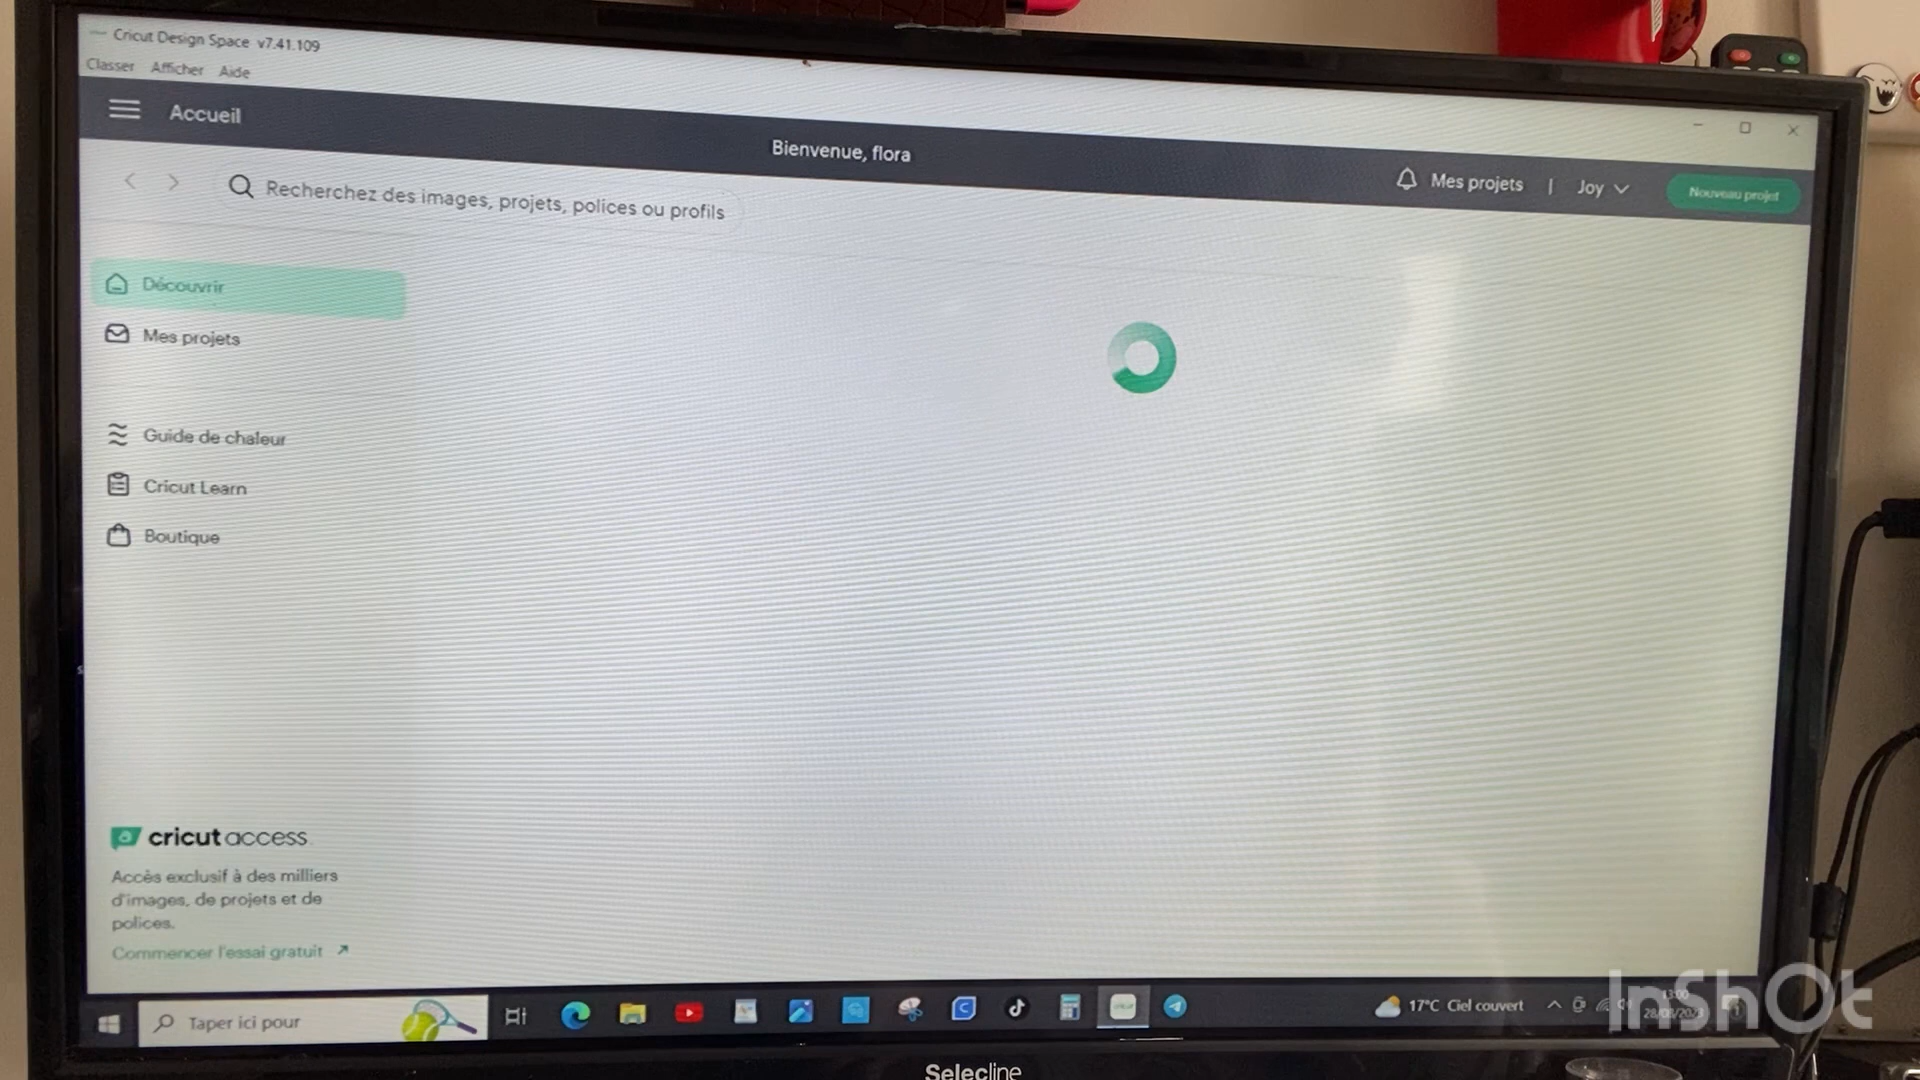 Cricut Design Space v7.41.109
Classer Afficher Aide
Accueil
Bienvenue, flora
Mes projets | Joy
Nouveau projet
Recherchez des images, projets, polices ou profils
Découvrir
Mes projets
Guide de chaleur
Cricut Learn
Boutique
cricut access
Accès exclusif à des milliers
d'images, de projets et de
polices.
Commencer l'essai gratuit
Taper ici pour
17°C Ciel couvert
13:00
InShOt
Selecline